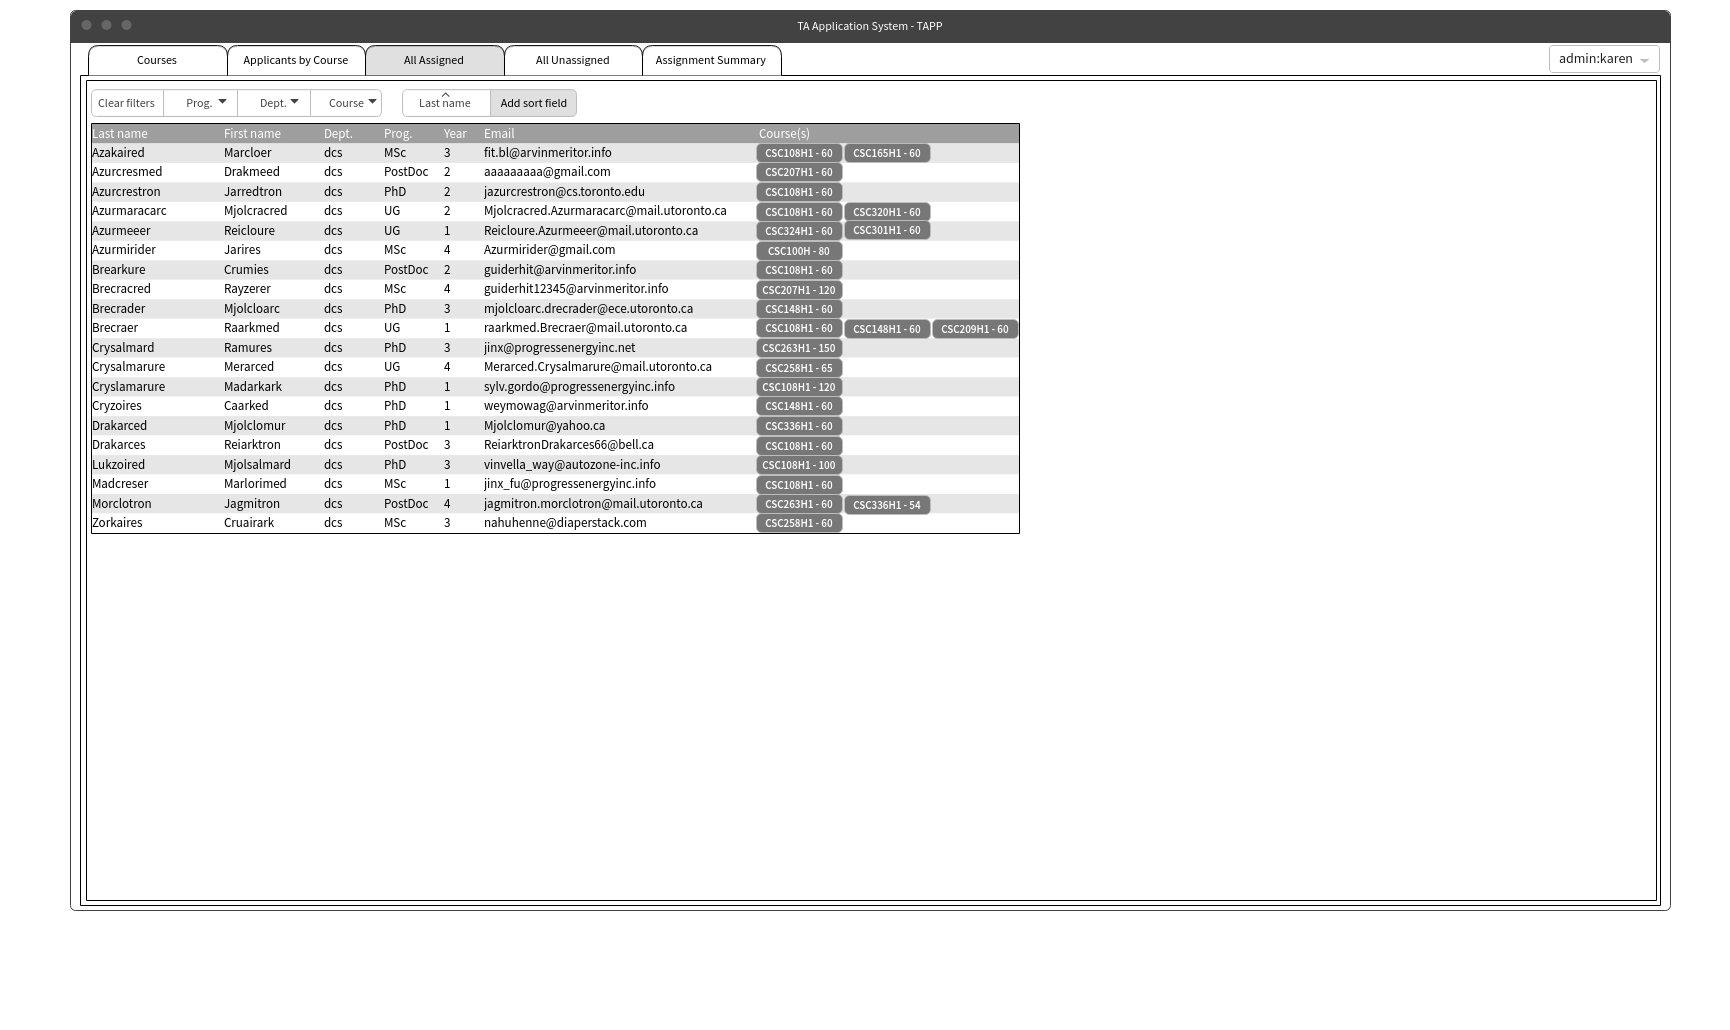 TA Application System - TAPP
Courses Applicants by Course All Assigned All Unassigned Assignment Summary admin:karen
Clear filters Prog. Dept. Course Last name Add sort field
Last name First name Dept. Prog. Year Email Course(s)
Azakaired Marcloer dcs MSc 3 fit.bl@arvinmeritor.info CSC108H1 - 60 CSC165H1 - 60
Azurcresmed Drakmeed dcs PostDoc 2 aaaaaaaaa@gmail.com CSC207H1 - 60
Azurcrestron Jarredtron dcs PhD 2 jazurcrestron@cs.toronto.edu CSC108H1 - 60
Azurmaracarc Mjolcracred dcs UG 2 Mjolcracred.Azurmaracarc@mail.utoronto.ca CSC108H1 - 60 CSC320H1 - 60
Azurmeeer Reicloure dcs UG 1 Reicloure.Azurmeeer@mail.utoronto.ca CSC324H1 - 60 CSC301H1 - 60
Azurmirider Jarires dcs MSc 4 Azurmirider@gmail.com CSC100H - 80
Brearkure Crumies dcs PostDoc 2 guiderhit@arvinmeritor.info CSC108H1 - 60
Brecracred Rayzerer dcs MSc 4 guiderhit12345@arvinmeritor.info CSC207H1 - 120
Brecrader Mjolcloarc dcs PhD 3 mjolcloarc.drecrader@ece.utoronto.ca CSC148H1 - 60
Brecraer Raarkmed dcs UG 1 raarkmed.Brecraer@mail.utoronto.ca CSC108H1 - 60 CSC148H1 - 60 CSC209H1 - 60
Crysalmard Ramures dcs PhD 3 jinx@progressenergyinc.net CSC263H1 - 150
Crysalmarure Merarced dcs UG 4 Merarced.Crysalmarure@mail.utoronto.ca CSC258H1 - 65
Cryslamarure Madarkark dcs PhD 1 sylv.gordo@progressenergyinc.info CSC108H1 - 120
Cryzoires Caarked dcs PhD 1 weymowag@arvinmeritor.info CSC148H1 - 60
Drakarced Mjolclomur dcs PhD 1 Mjolclomur@yahoo.ca CSC336H1 - 60
Drakarces Reiarktron dcs PostDoc 3 ReiarktronDrakarces66@bell.ca CSC108H1 - 60
Lukzoired Mjolsalmard dcs PhD 3 vinvella_way@autozone-inc.info CSC108H1 - 100
Madcreser Marlorimed dcs MSc 1 jinx_fu@progressenergyinc.info CSC108H1 - 60
Morclotron Jagmitron dcs PostDoc 4 jagmitron.morclotron@mail.utoronto.ca CSC263H1 - 60 CSC336H1 - 54
Zorkaires Cruairark dcs MSc 3 nahuhenne@diaperstack.com CSC258H1 - 60